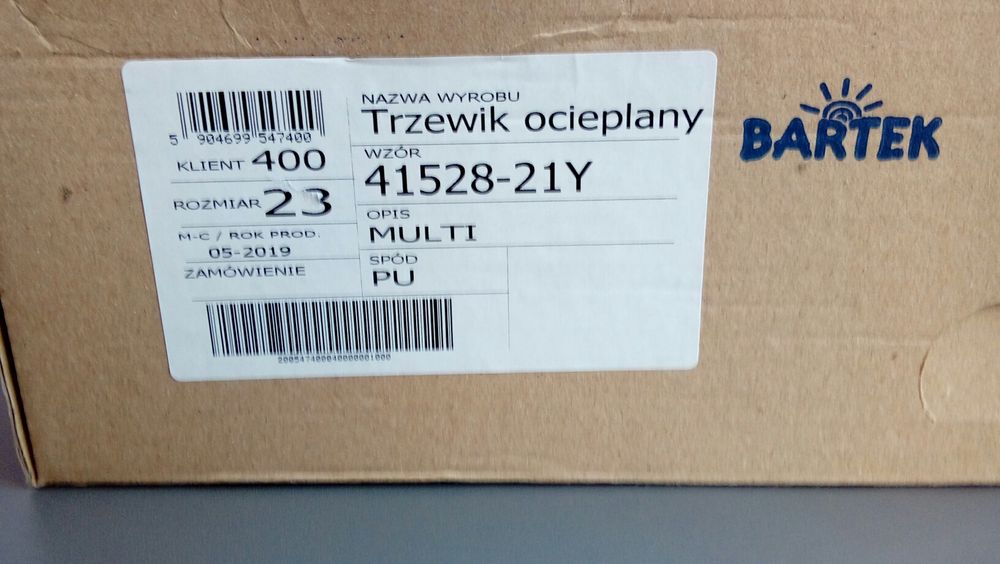 5 904699 547400
KLIENT 400
ROZMIAR 23
M-C / ROK PROD.
05-2019
ZAMÓWIENIE
NAZWA WYROBU
Trzewik ocieplany
WZÓR
41528-21Y
OPIS
MULTI
SPÓD
PU
BARTEK